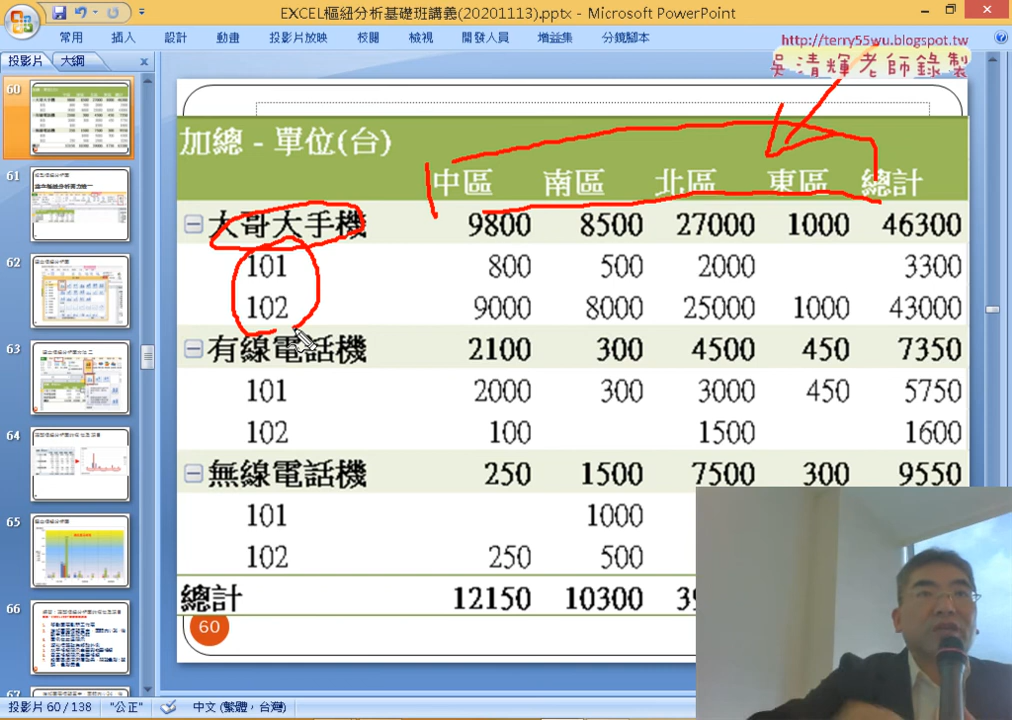 EXCEL樞紐分析基礎班講義(20201113).pptx - Microsoft PowerPoint
常用 插入 設計 動畫 投影片放映 校閱 檢視 開發人員 增益集 分鏡腳本
http://terry55wu.blogspot.tw
吳清輝老師錄製
投影片 大綱
60
61
62
63
64
65
66
67
加總 - 單位(台)
中區 南區 北區 東區 總計
大哥大手機 9800 8500 27000 1000 46300
101 800 500 2000 3300
102 9000 8000 25000 1000 43000
有線電話機 2100 300 4500 450 7350
101 2000 300 3000 450 5750
102 100 1500 1600
無線電話機 250 1500 7500 300 9550
101 1000
102 250 500
總計 12150 10300
60
投影片 60 / 138 "公正" 中文 (繁體，台灣)